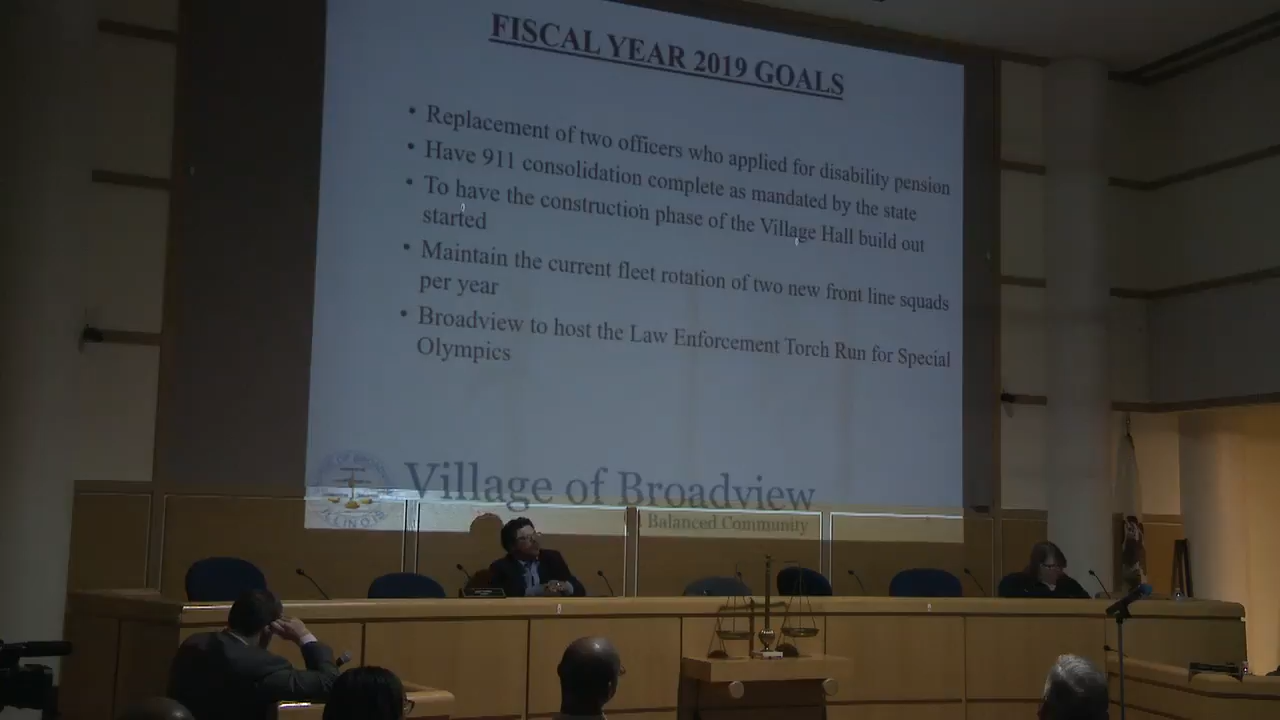 FISCAL YEAR 2019 GOALS
• Replacement of two officers who applied for disability pension
• Have 911 consolidation complete as mandated by the state
• To have the construction phase of the Village Hall build out
started
• Maintain the current fleet rotation of two new front line squads
per year
• Broadview to host the Law Enforcement Torch Run for Special
Olympics
Village of Broadview
Balanced Community
ILLINOIS